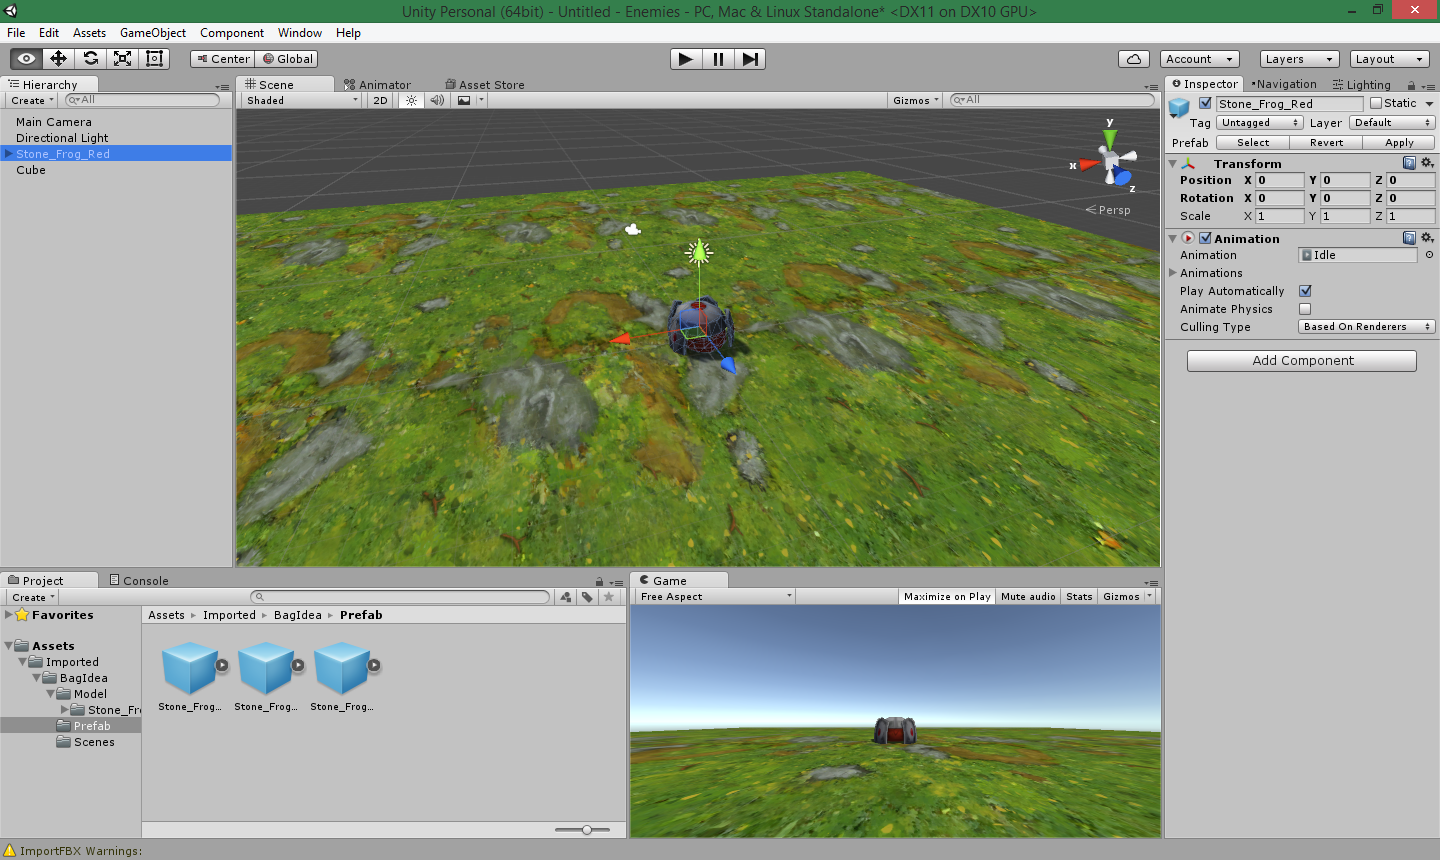 Unity Personal (64bit) - Untitled - Enemies - PC, Mac & Linux Standalone* <DX11 on DX10 GPU>
File Edit Assets GameObject Component Window Help
Center Global Account Layers Layout
Hierarchy
Create All
Main Camera
Directional Light
Stone_Frog_Red
Cube
Scene Animator Asset Store
Shaded 2D Gizmos All
y
x
z
Persp
Inspector Navigation Lighting
Stone_Frog_Red Static
Tag Untagged Layer Default
Prefab Select Revert Apply
Transform
Position X 0 Y 0 Z 0
Rotation X 0 Y 0 Z 0
Scale X 1 Y 1 Z 1
Animation
Animation Idle
Animations
Play Automatically
Animate Physics
Culling Type Based On Renderers
Add Component
Project Console
Create
Favorites
Assets
Imported
BagIdea
Model
Stone_Fr
Prefab
Scenes
Assets Imported BagIdea Prefab
Stone_Frog... Stone_Frog... Stone_Frog...
Game
Free Aspect Maximize on Play Mute audio Stats Gizmos
ImportFBX Warnings: